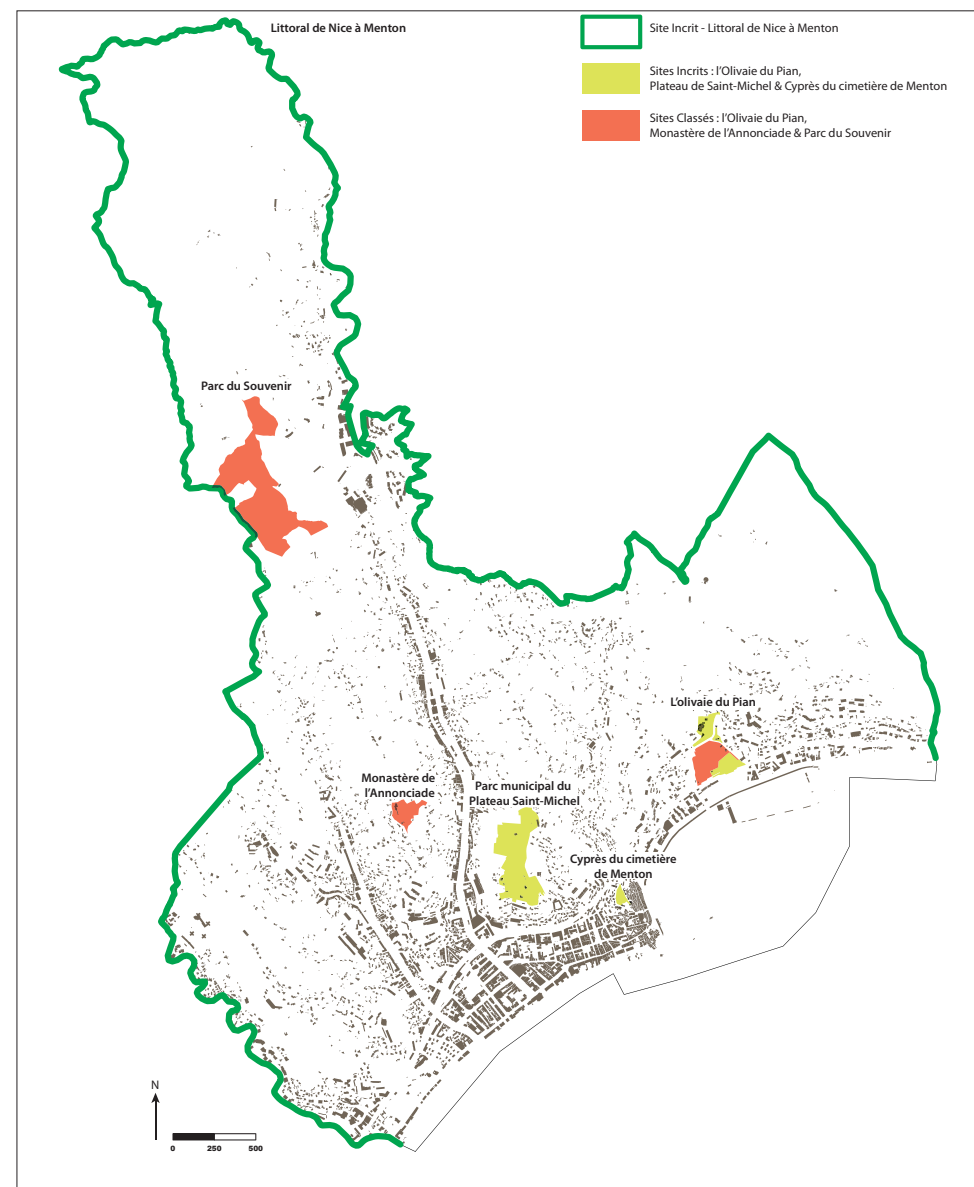 Littoral de Nice à Menton
Site Incrit - Littoral de Nice à Menton
Sites Incrits : l'Olivaie du Pian,
Plateau de Saint-Michel & Cyprès du cimetière de Menton
Sites Classés : l'Olivaie du Pian,
Monastère de l'Annonciade & Parc du Souvenir
Parc du Souvenir
L'olivaie du Pian
Monastère de
l'Annonciade
Parc municipal du
Plateau Saint-Michel
Cyprès du cimetière
de Menton
N
0 250 500